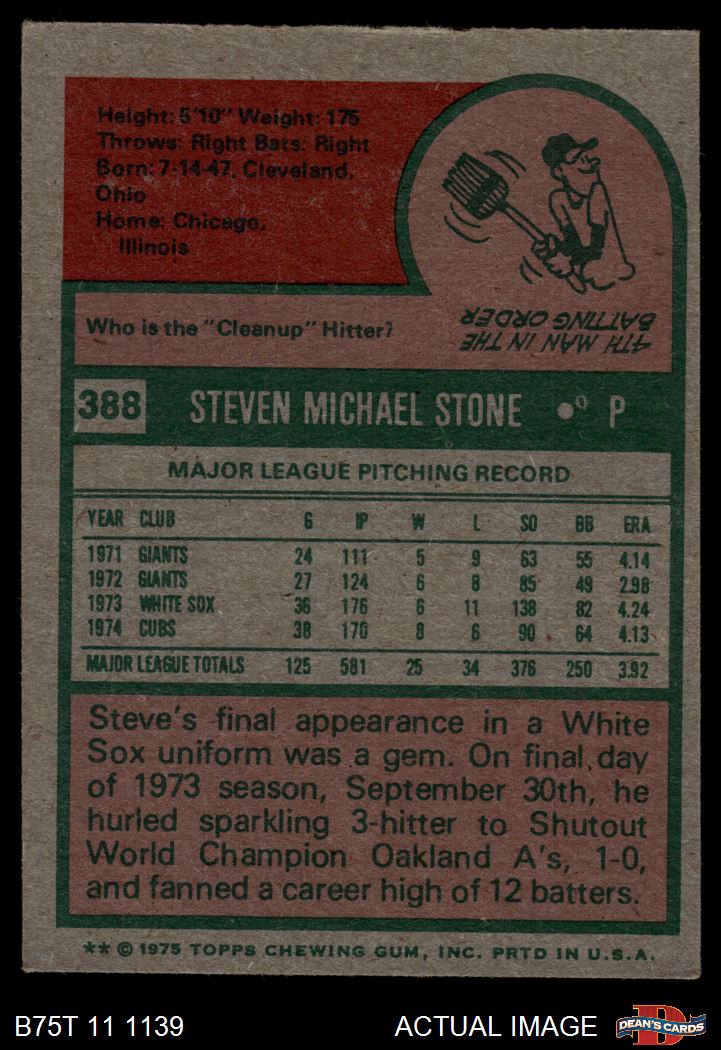 Height: 5'10" Weight: 175
Throws: Right Bats: Right
Born: 7-14-47, Cleveland,
Ohio
Home: Chicago,
Illinois
Who is the "Cleanup" Hitter?
4TH MAN IN THE
BATTING ORDER
388 STEVEN MICHAEL STONE • P
MAJOR LEAGUE PITCHING RECORD
YEAR CLUB G IP W L SO BB ERA
1971 GIANTS 24 111 5 9 63 55 4.14
1972 GIANTS 27 124 6 8 85 49 2.98
1973 WHITE SOX 36 176 6 11 138 82 4.24
1974 CUBS 38 170 8 6 90 64 4.13
MAJOR LEAGUE TOTALS 125 581 25 34 376 250 3.92
Steve's final appearance in a White
Sox uniform was a gem. On final day
of 1973 season, September 30th, he
hurled sparkling 3-hitter to Shutout
World Champion Oakland A's, 1-0,
and fanned a career high of 12 batters.
** © 1975 TOPPS CHEWING GUM, INC. PRTD IN U.S.A.
B75T 11 1139 ACTUAL IMAGE DEAN'S CARDS